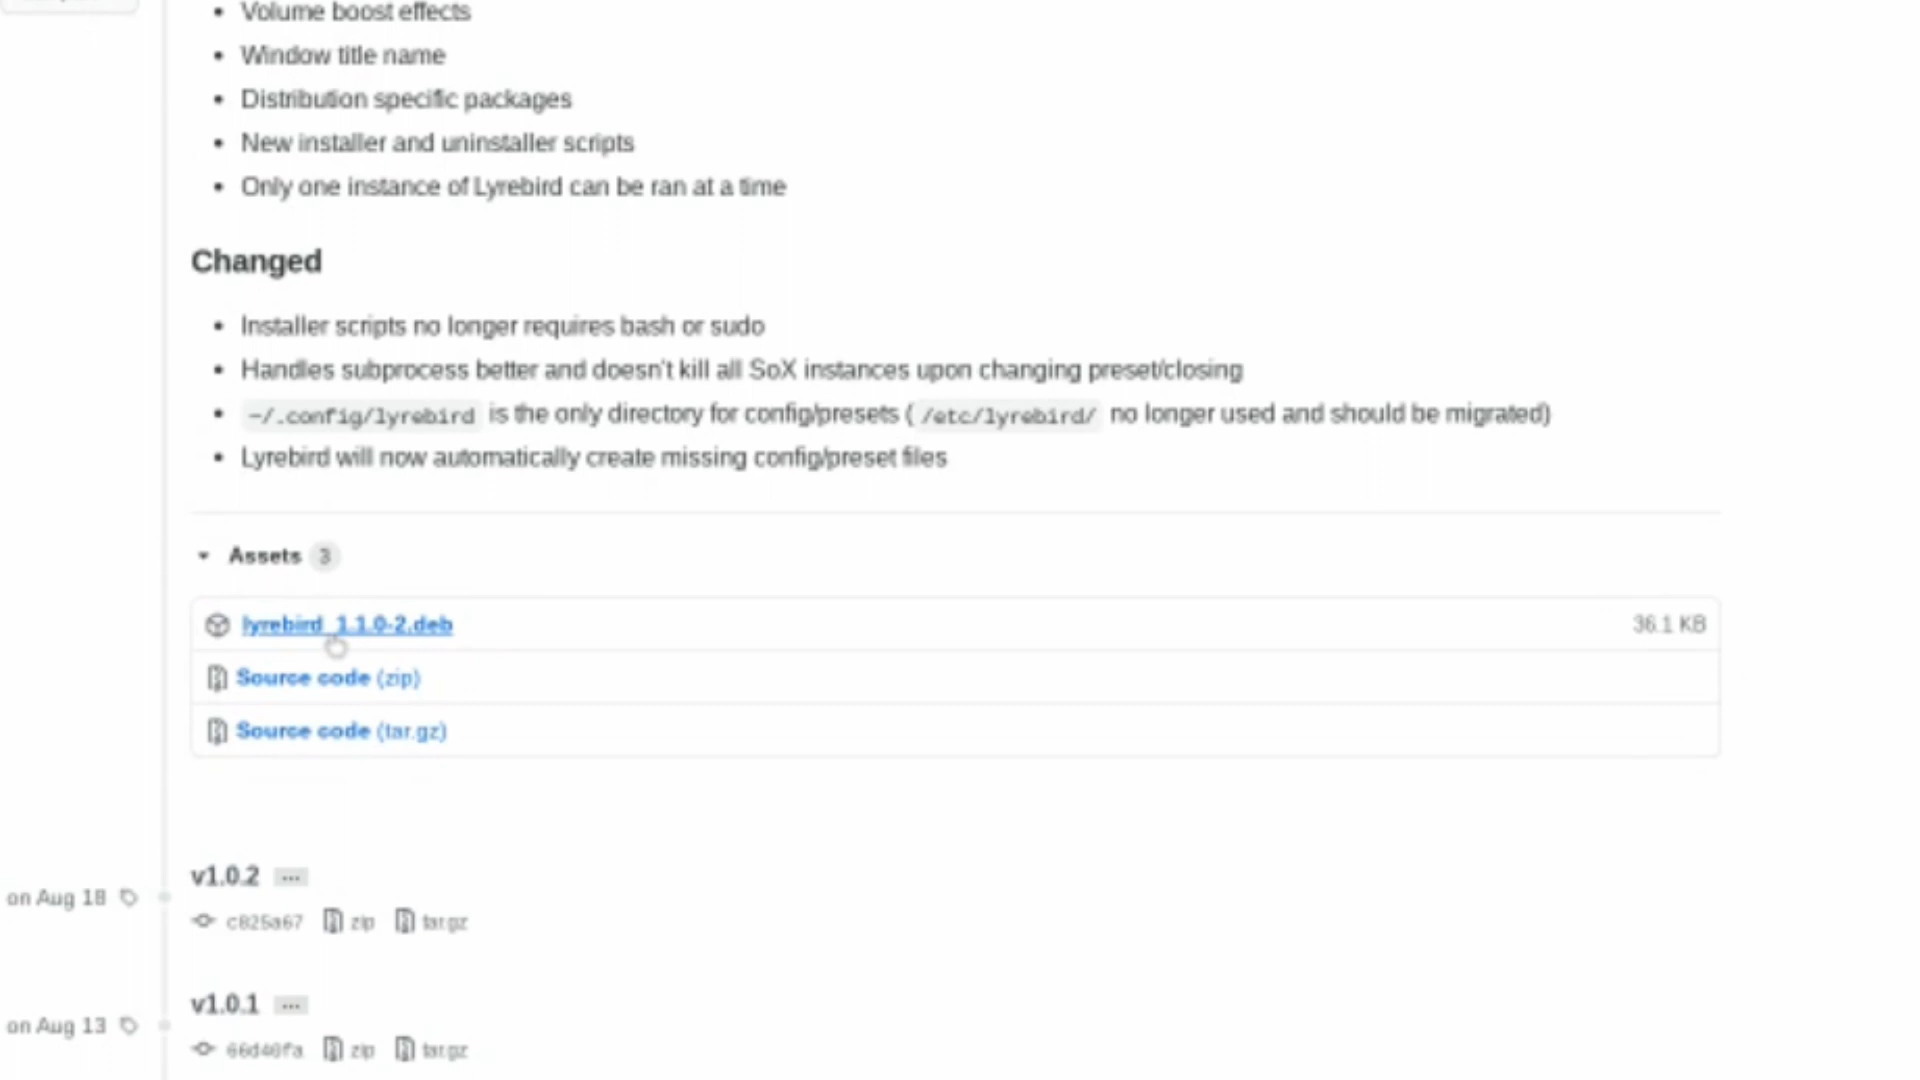 Volume boost effects
Window title name
Distribution specific packages
New installer and uninstaller scripts
Only one instance of Lyrebird can be ran at a time
Changed
Installer scripts no longer requires bash or sudo
Handles subprocess better and doesn't kill all SoX instances upon changing preset/closing
~/.config/lyrebird is the only directory for config/presets ( /etc/lyrebird/ no longer used and should be migrated)
Lyrebird will now automatically create missing config/preset files
Assets 3
lyrebird_1.1.0-2.deb 36.1 KB
Source code (zip)
Source code (tar.gz)
v1.0.2 ...
on Aug 18
c825a67 zip tar.gz
v1.0.1 ...
on Aug 13
66d40fa zip tar.gz